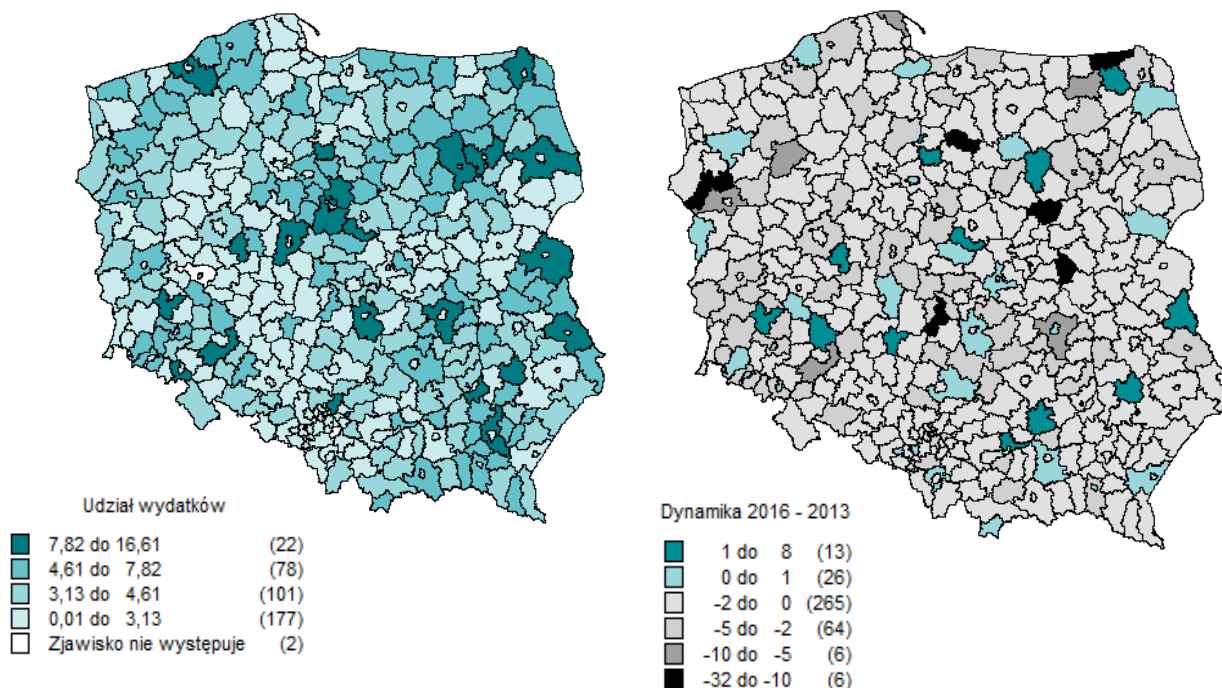 Udział wydatków
7,82 do 16,61 (22)
4,61 do 7,82 (78)
3,13 do 4,61 (101)
0,01 do 3,13 (177)
Zjawisko nie występuje (2)
Dynamika 2016 - 2013
1 do 8 (13)
0 do 1 (26)
-2 do 0 (265)
-5 do -2 (64)
-10 do -5 (6)
-32 do -10 (6)